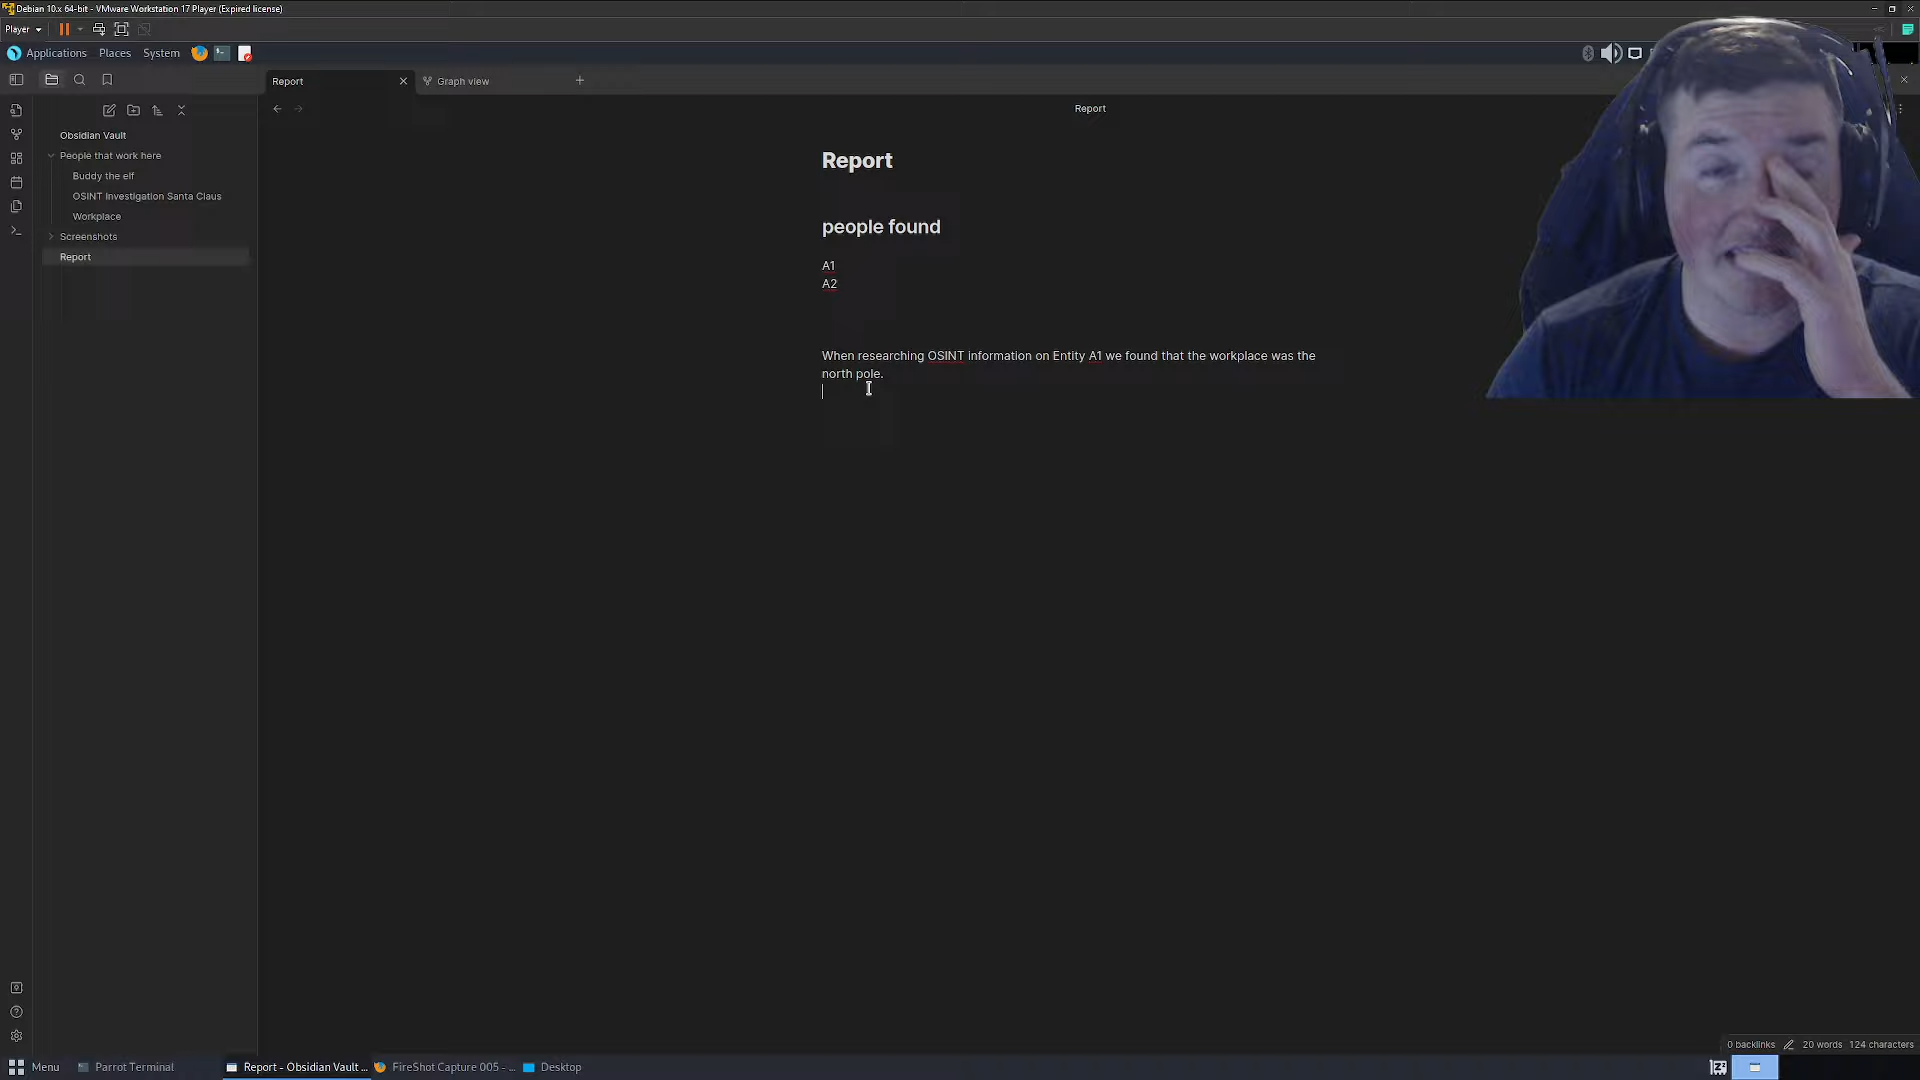 Debian 10.x 64-bit - VMware Workstation 17 Player (Expired license)
Player
Applications Places System
Report
Graph view
Report
Obsidian Vault
People that work here
Buddy the elf
OSINT Investigation Santa Claus
Workplace
Screenshots
Report
Report
people found
A1
A2
When researching OSINT information on Entity A1 we found that the workplace was the
north pole.
0 backlinks 20 words 124 characters
Menu Parrot Terminal Report - Obsidian Vault ... FireShot Capture 005 - ... Desktop